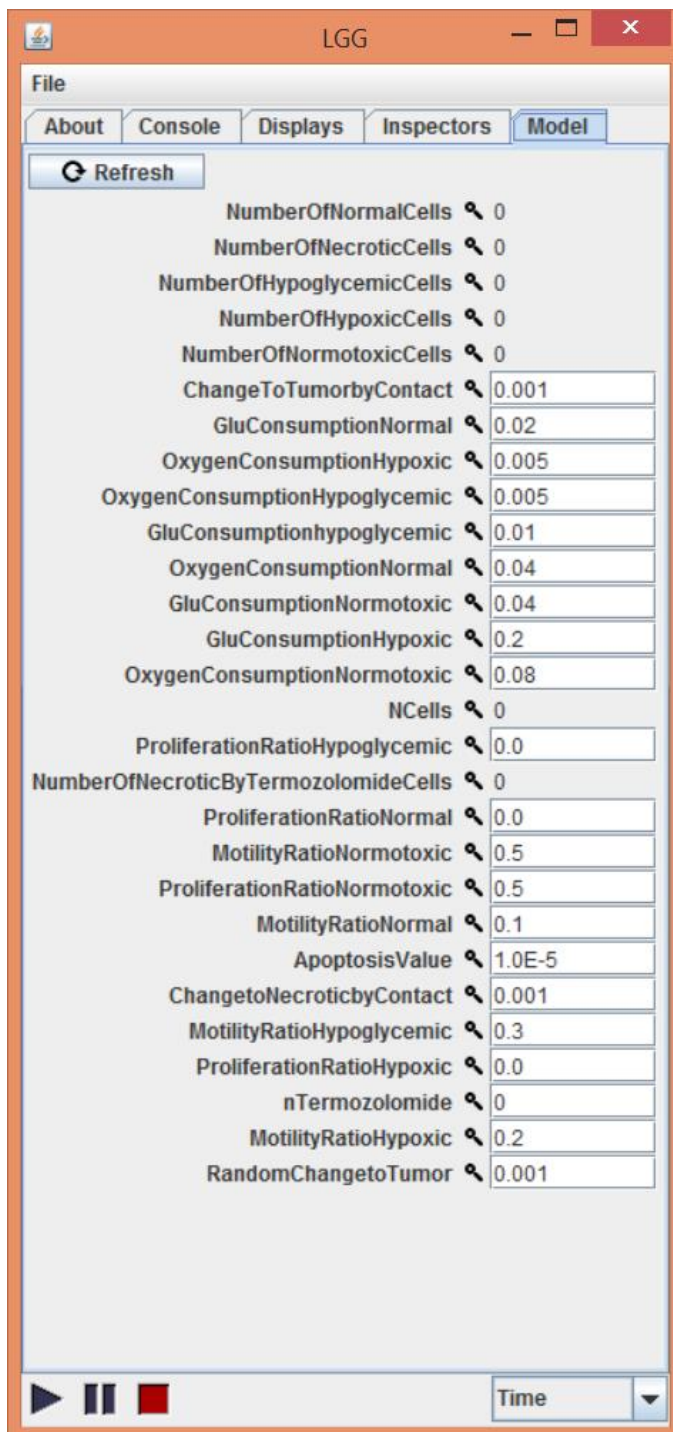 LGG
File
About Console Displays Inspectors Model
Refresh
NumberOfNormalCells 0
NumberOfNecroticCells 0
NumberOfHypoglycemicCells 0
NumberOfHypoxicCells 0
NumberOfNormotoxicCells 0
ChangeToTumorbyContact 0.001
GluConsumptionNormal 0.02
OxygenConsumptionHypoxic 0.005
OxygenConsumptionHypoglycemic 0.005
GluConsumptionhypoglycemic 0.01
OxygenConsumptionNormal 0.04
GluConsumptionNormotoxic 0.04
GluConsumptionHypoxic 0.2
OxygenConsumptionNormotoxic 0.08
NCells 0
ProliferationRatioHypoglycemic 0.0
NumberOfNecroticByTermozolomideCells 0
ProliferationRatioNormal 0.0
MotilityRatioNormotoxic 0.5
ProliferationRatioNormotoxic 0.5
MotilityRatioNormal 0.1
ApoptosisValue 1.0E-5
ChangetoNecroticbyContact 0.001
MotilityRatioHypoglycemic 0.3
ProliferationRatioHypoxic 0.0
nTermozolomide 0
MotilityRatioHypoxic 0.2
RandomChangetoTumor 0.001
Time